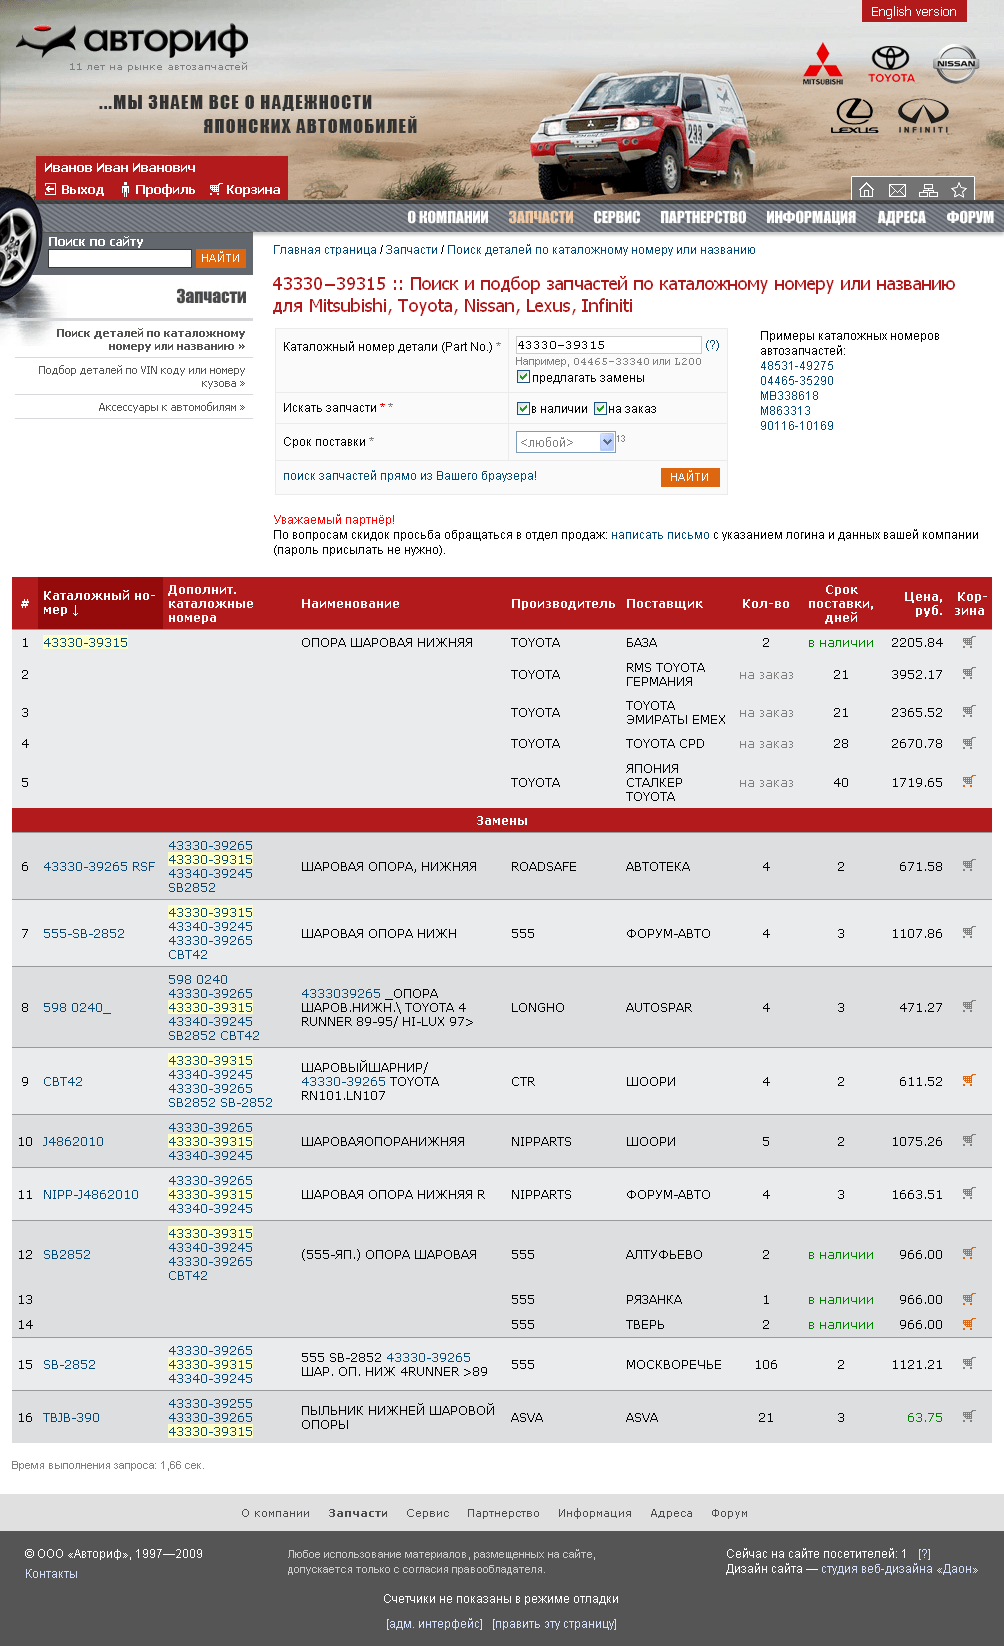 English version
авториф
11 лет на рынке автозапчастей
...МЫ ЗНАЕМ ВСЕ О НАДЕЖНОСТИ
ЯПОНСКИХ АВТОМОБИЛЕЙ
MITSUBISHI TOYOTA NISSAN
LEXUS INFINITI
293
Иванов Иван Иванович
Выход Профиль Корзина
О КОМПАНИИ ЗАПЧАСТИ СЕРВИС ПАРТНЕРСТВО ИНФОРМАЦИЯ АДРЕСА ФОРУМ
Поиск по сайту
НАЙТИ
Запчасти
Поиск деталей по каталожному
номеру или названию »
Подбор деталей по VIN коду или номеру
кузова »
Аксессуары к автомобилям »
Главная страница / Запчасти / Поиск деталей по каталожному номеру или названию
43330-39315 :: Поиск и подбор запчастей по каталожному номеру или названию
для Mitsubishi, Toyota, Nissan, Lexus, Infiniti
Каталожный номер детали (Part No.) * 43330-39315 (?)
Например, 04465-33340 или L200
предлагать замены
Искать запчасти * * в наличии на заказ
Срок поставки * <любой> 13
поиск запчастей прямо из Вашего браузера! НАЙТИ
Примеры каталожных номеров
автозапчастей:
48531-49275
04465-35290
MB338618
M863313
90116-10169
Уважаемый партнёр!
По вопросам скидок просьба обращаться в отдел продаж: написать письмо с указанием логина и данных вашей компании
(пароль присылать не нужно).
# Каталожный но-
мер ↓
Дополнит.
каталожные
номера
Наименование Производитель Поставщик Кол-во
Срок
поставки,
дней
Цена,
руб.
Кор-
зина
1 43330-39315 ОПОРА ШАРОВАЯ НИЖНЯЯ TOYOTA БАЗА 2 в наличии 2205.84
2 TOYOTA RMS TOYOTA
ГЕРМАНИЯ
на заказ 21 3952.17
3 TOYOTA TOYOTA
ЭМИРАТЫ EMEX
на заказ 21 2365.52
4 TOYOTA TOYOTA CPD на заказ 28 2670.78
5 TOYOTA ЯПОНИЯ
СТАЛКЕР
TOYOTA
на заказ 40 1719.65
Замены
6 43330-39265 RSF
43330-39265
43330-39315
43340-39245
SB2852
ШАРОВАЯ ОПОРА, НИЖНЯЯ ROADSAFE АВТОТЕКА 4 2 671.58
7 555-SB-2852
43330-39315
43340-39245
43330-39265
CBT42
ШАРОВАЯ ОПОРА НИЖН 555 ФОРУМ-АВТО 4 3 1107.86
8 598 0240_
598 0240
43330-39265
43330-39315
43340-39245
SB2852 CBT42
4333039265 _ОПОРА
ШАРОВ.НИЖН.\ TOYOTA 4
RUNNER 89-95/ HI-LUX 97>
LONGHO AUTOSPAR 4 3 471.27
9 CBT42
43330-39315
43340-39245
43330-39265
SB2852 SB-2852
ШАРОВЫЙШАРНИР/
43330-39265 TOYOTA
RN101.LN107
CTR ШООРИ 4 2 611.52
10 J4862010
43330-39265
43330-39315
43340-39245
ШАРОВАЯОПОРАНИЖНЯЯ NIPPARTS ШООРИ 5 2 1075.26
11 NIPP-J4862010
43330-39265
43330-39315
43340-39245
ШАРОВАЯ ОПОРА НИЖНЯЯ R NIPPARTS ФОРУМ-АВТО 4 3 1663.51
12 SB2852
43330-39315
43340-39245
43330-39265
CBT42
(555-ЯП.) ОПОРА ШАРОВАЯ 555 АЛТУФЬЕВО 2 в наличии 966.00
13 555 РЯЗАНКА 1 в наличии 966.00
14 555 ТВЕРЬ 2 в наличии 966.00
15 SB-2852
43330-39265
43330-39315
43340-39245
555 SB-2852 43330-39265
ШАР. ОП. НИЖ 4RUNNER >89
555 МОСКВОРЕЧЬЕ 106 2 1121.21
16 TBJB-390
43330-39255
43330-39265
43330-39315
ПЫЛЬНИК НИЖНЕЙ ШАРОВОЙ
ОПОРЫ
ASVA ASVA 21 3 63.75
Время выполнения запроса: 1,66 сек.
О компании Запчасти Сервис Партнерство Информация Адреса Форум
© ООО «Авториф», 1997—2009
Контакты
Любое использование материалов, размещенных на сайте,
допускается только с согласия правообладателя.
Сейчас на сайте посетителей: 1 [?]
Дизайн сайта — студия веб-дизайна «Даон»
Счетчики не показаны в режиме отладки
[адм. интерфейс] [править эту страницу]